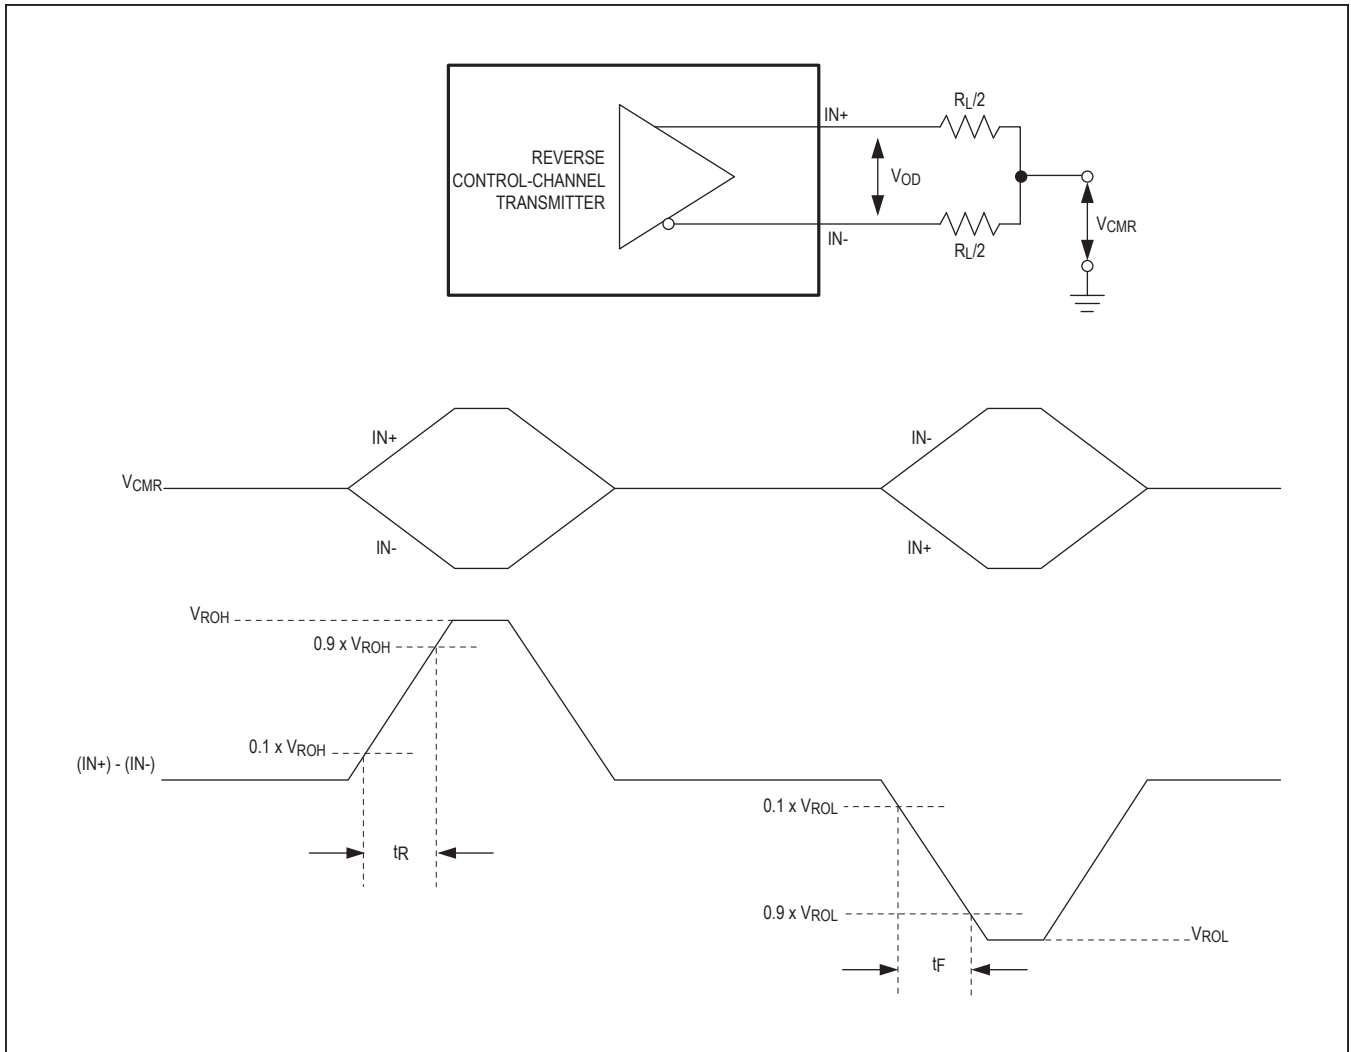 REVERSE
CONTROL-CHANNEL
TRANSMITTER
IN+
IN-
VOD
RL/2
RL/2
VCMR
IN+
IN-
VCMR
IN-
IN+
VROH
0.9 x VROH
0.1 x VROH
(IN+) - (IN-)
tR
0.1 x VROL
0.9 x VROL
VROL
tF